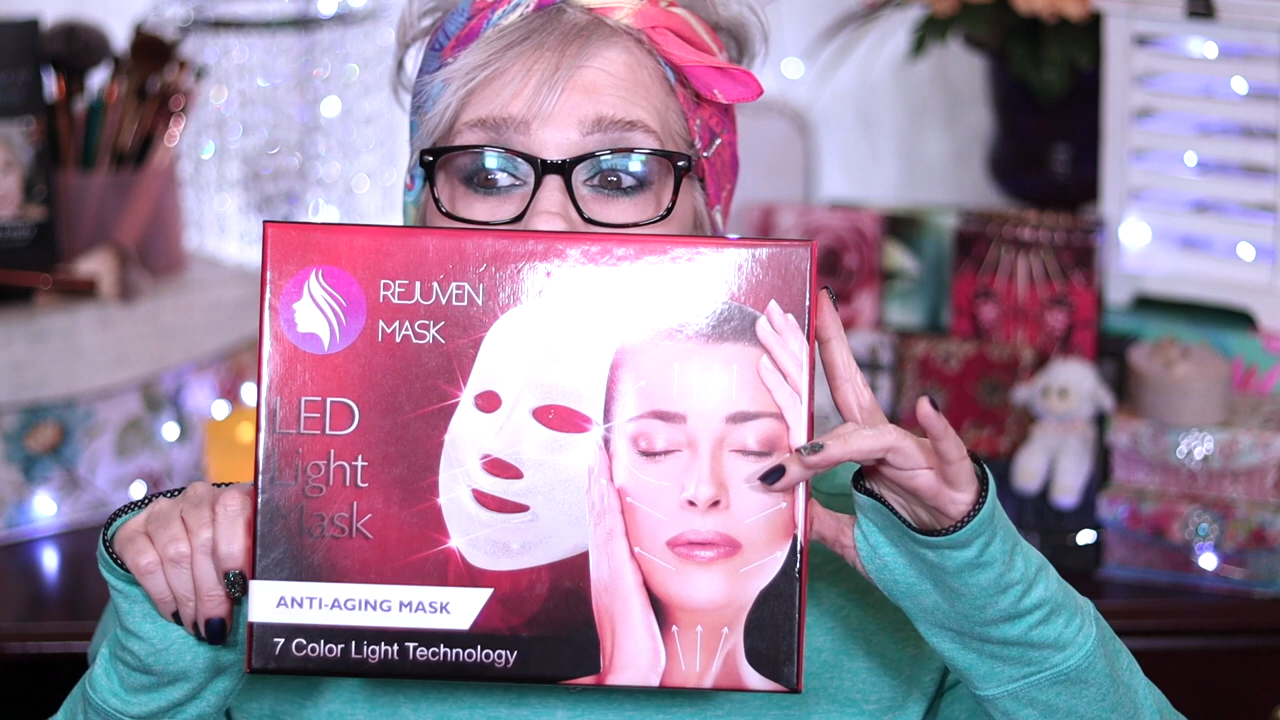 REJUVEN
MASK
LED
Light
Mask
ANTI-AGING MASK
7 Color Light Technology